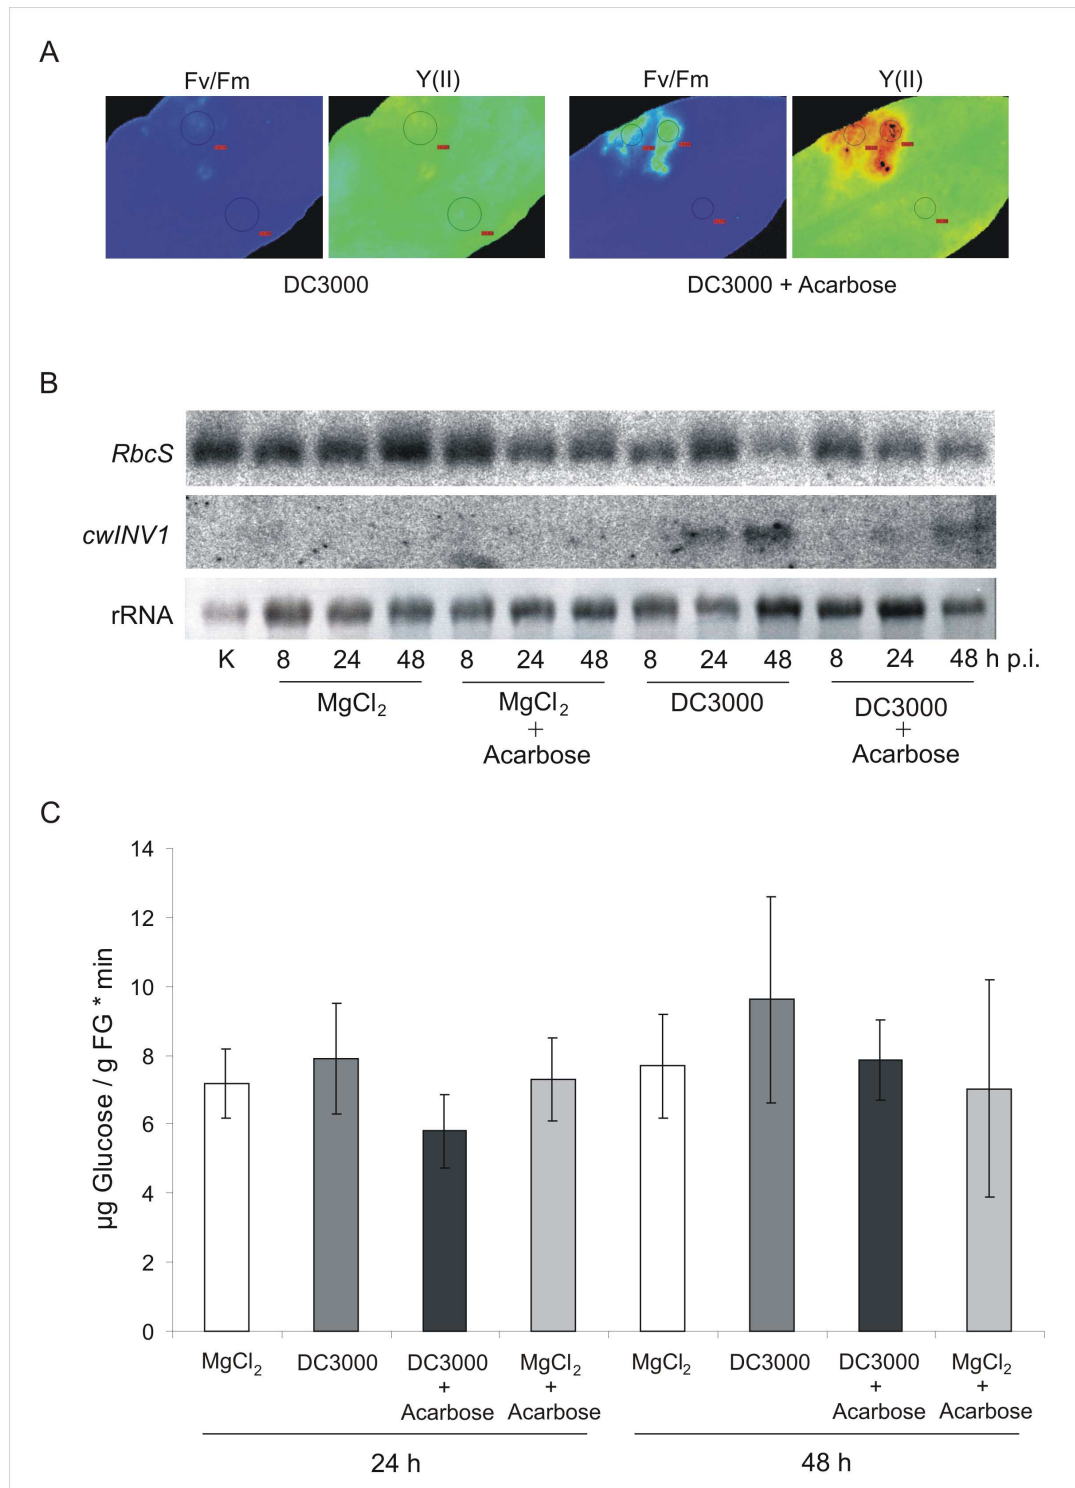 A
Fv/Fm Y(II) Fv/Fm Y(II)
DC3000 DC3000 + Acarbose
B
RbcS
cwINV1
rRNA
K 8 24 48 8 24 48 8 24 48 8 24 48 h p.i.
MgCl₂ MgCl₂ + Acarbose DC3000 DC3000 + Acarbose
C
µg Glucose / g FG * min
14
12
10
8
6
4
2
0
MgCl₂ DC3000 DC3000 + Acarbose MgCl₂ + Acarbose MgCl₂ DC3000 DC3000 + Acarbose MgCl₂ + Acarbose
24 h 48 h